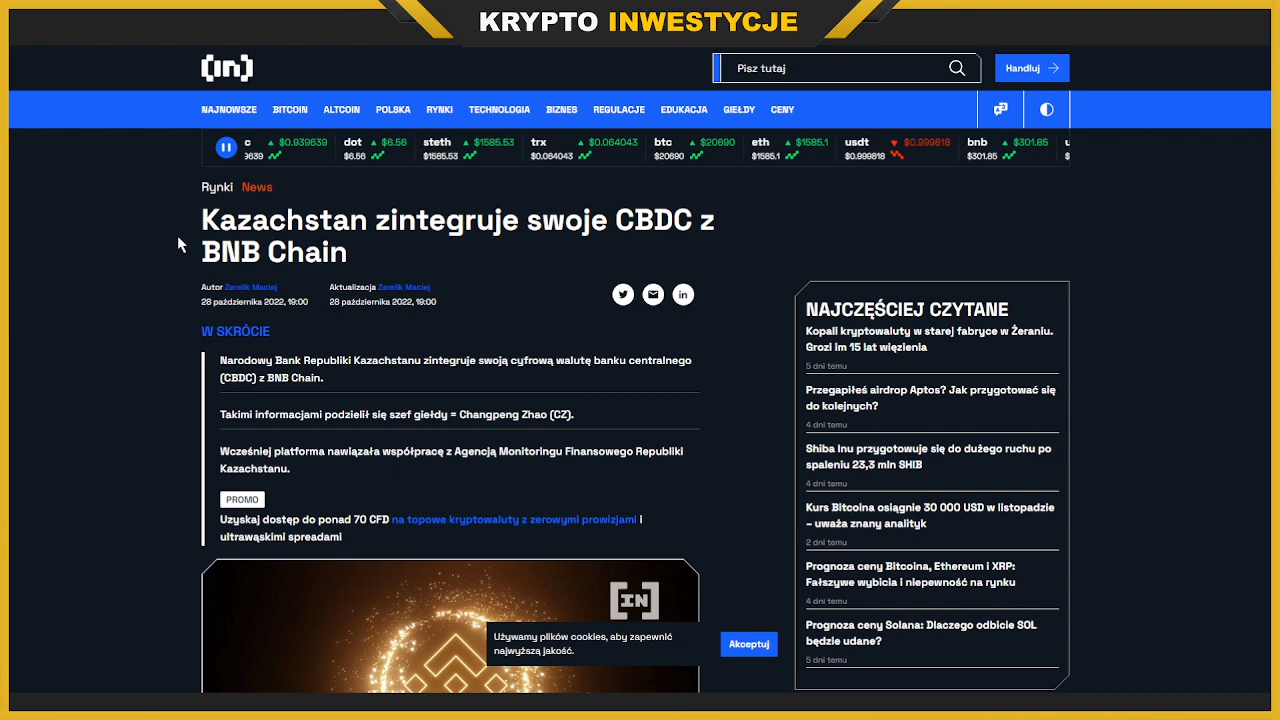 KRYPTO INWESTYCJE
[in]
Pisz tutaj
Handluj
NAJNOWSZE BITCOIN ALTCOIN POLSKA RYNKI TECHNOLOGIA BIZNES REGULACJE EDUKACJA GIEŁDY CENY
c $0.939639 dot $6.56 steth $1585.53 trx $0.064043 btc $20690 eth $1585.1 usdt $0.999818 bnb $301.85
9639 $6.56 $1585.53 $0.064043 $20690 $1585.1 $0.999818 $301.85
Rynki News
Kazachstan zintegruje swoje CBDC z
BNB Chain
Autor Zerelik Maciej Aktualizacja Zerelik Maciej
28 października 2022, 19:00 28 października 2022, 19:00
W SKRÓCIE
Narodowy Bank Republiki Kazachstanu zintegruje swoją cyfrową walutę banku centralnego
(CBDC) z BNB Chain.
Takimi informacjami podzielił się szef giełdy = Changpeng Zhao (CZ).
Wcześniej platforma nawiązała współpracę z Agencją Monitoringu Finansowego Republiki
Kazachstanu.
PROMO
Uzyskaj dostęp do ponad 70 CFD na topowe kryptowaluty z zerowymi prowizjami i
ultrawąskimi spreadami
[IN]
Używamy plików cookies, aby zapewnić
najwyższą jakość.
Akceptuj
NAJCZĘŚCIEJ CZYTANE
Kopali kryptowaluty w starej fabryce w Żeraniu.
Grozi im 15 lat więzienia
5 dni temu
Przegapiłeś airdrop Aptos? Jak przygotować się
do kolejnych?
4 dni temu
Shiba Inu przygotowuje się do dużego ruchu po
spaleniu 23,3 mln SHIB
4 dni temu
Kurs Bitcoina osiągnie 30 000 USD w listopadzie
– uważa znany analityk
2 dni temu
Prognoza ceny Bitcoina, Ethereum i XRP:
Fałszywe wybicia i niepewność na rynku
4 dni temu
Prognoza ceny Solana: Dlaczego odbicie SOL
będzie udane?
5 dni temu